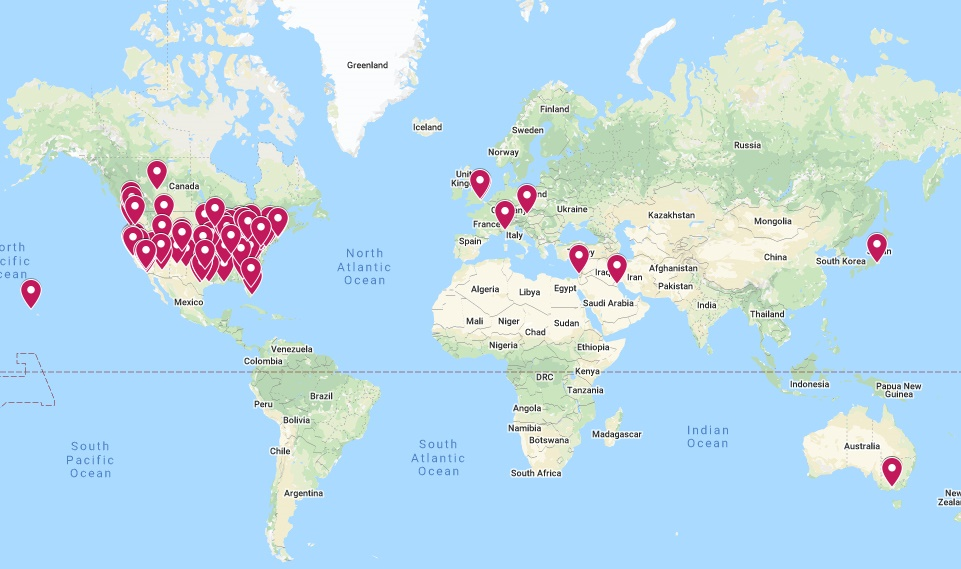 Greenland
Iceland
Finland
Sweden
Norway
Russia
Canada
Ukraine
Kazakhstan
Mongolia
France
Italy
Spain
North
Atlantic
Ocean
China
South Korea
Afghanistan
Iran
Pakistan
Mexico
Algeria
Libya
Egypt
Saudi Arabia
India
Thailand
Mali
Niger
Chad
Sudan
Nigeria
Ethiopia
Venezuela
Colombia
DRC
Kenya
Tanzania
Indonesia
Papua New
Guinea
Peru
Brazil
Bolivia
Angola
Namibia
Botswana
Madagascar
Indian
Ocean
South
Pacific
Ocean
South
Atlantic
Ocean
Chile
Australia
South Africa
Argentina